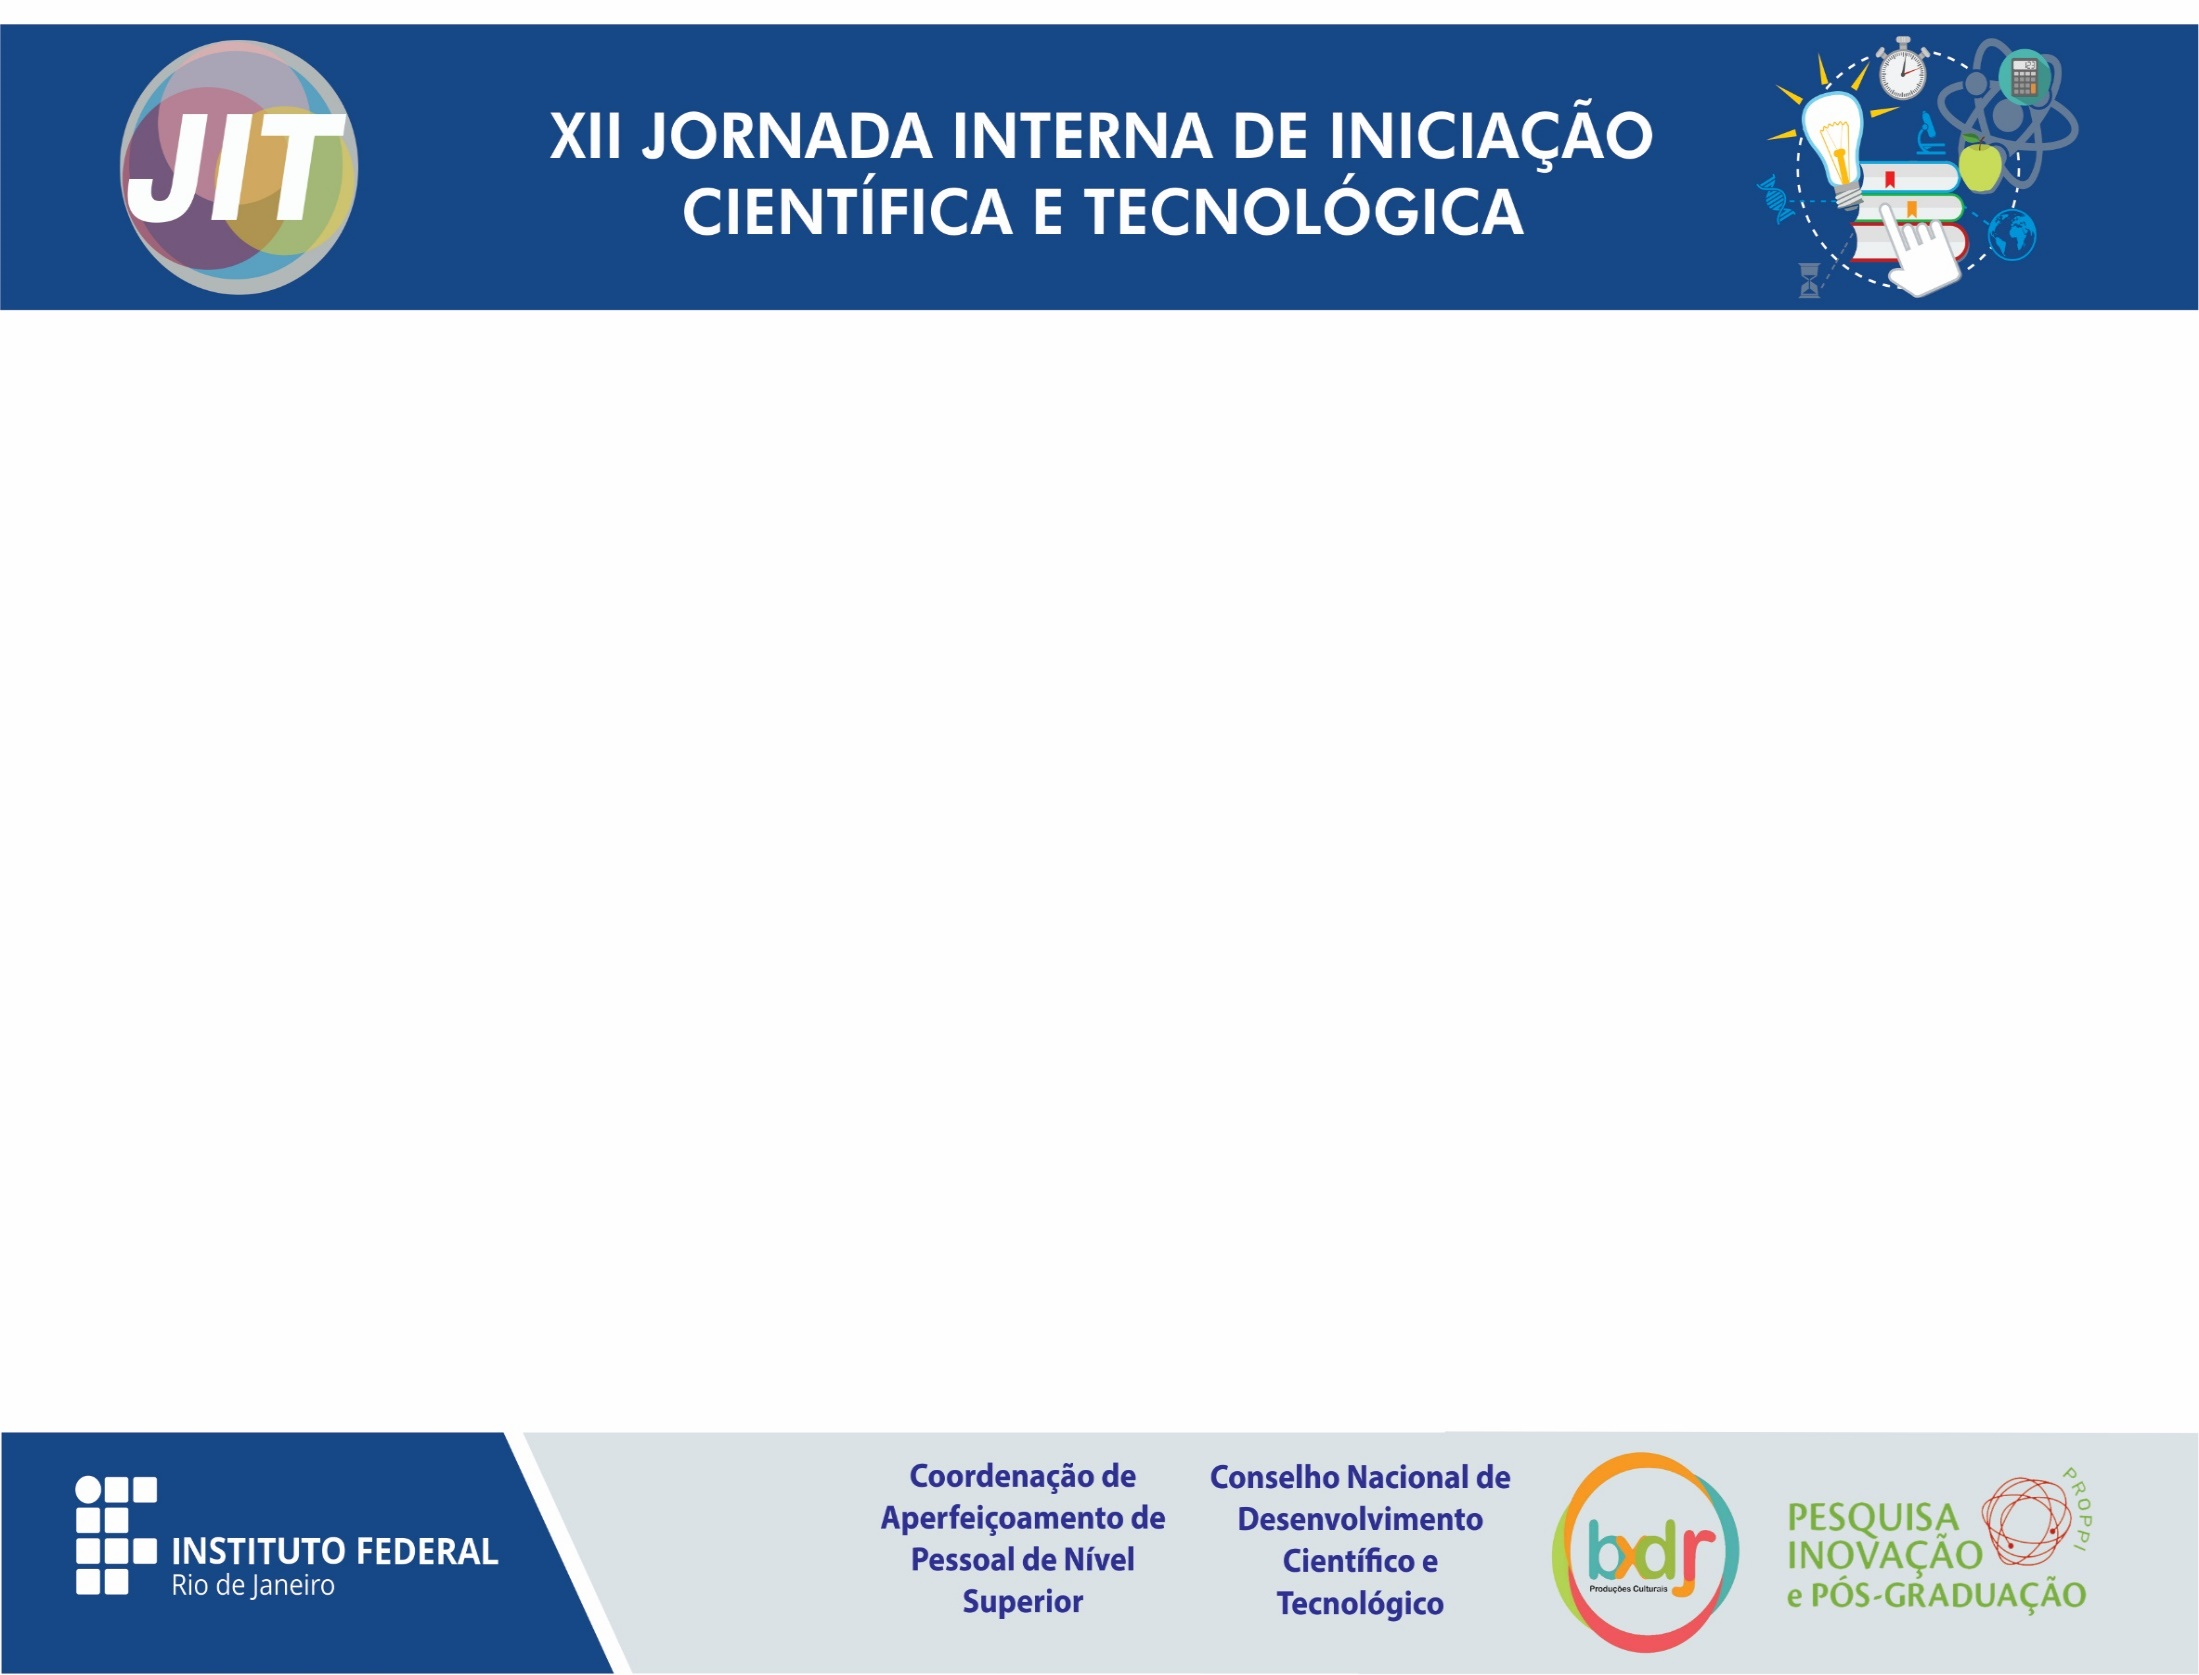 JIT
XII JORNADA INTERNA DE INICIAÇÃO
CIENTÍFICA E TECNOLÓGICA
INSTITUTO FEDERAL
Rio de Janeiro
Coordenação de
Aperfeiçoamento de
Pessoal de Nível
Superior
Conselho Nacional de
Desenvolvimento
Científico e
Tecnológico
bxdr
Produções Culturais
PESQUISA
INOVAÇÃO
e PÓS-GRADUAÇÃO
PROPPI